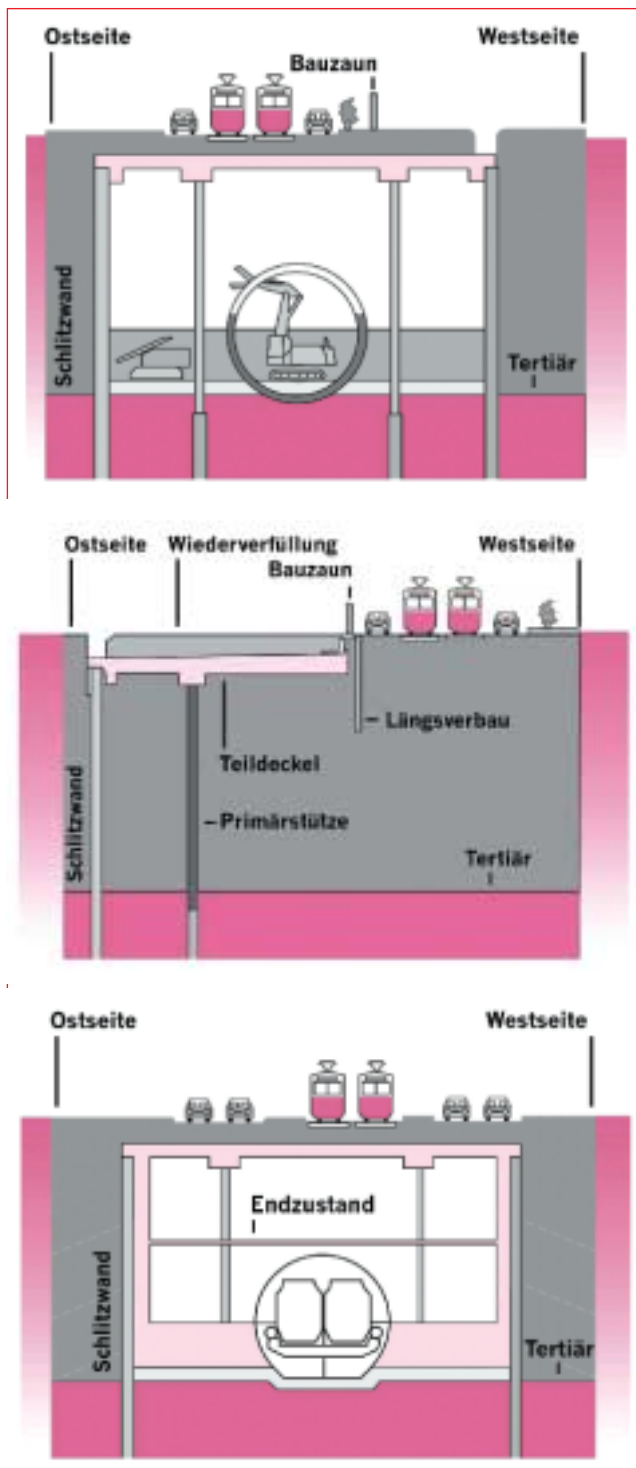 Ostseite
Westseite
Bauzaun
Schlitzwand
Tertiär
Ostseite
Wiederverfüllung
Westseite
Bauzaun
Längsverbau
Teildeckel
Primärstütze
Schlitzwand
Tertiär
Ostseite
Westseite
Endzustand
Schlitzwand
Tertiär